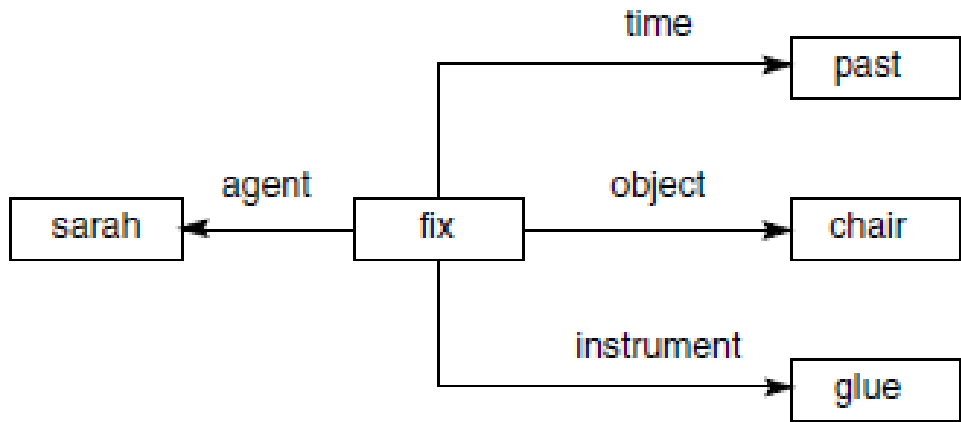 time
past
agent
object
sarah
fix
chair
instrument
glue